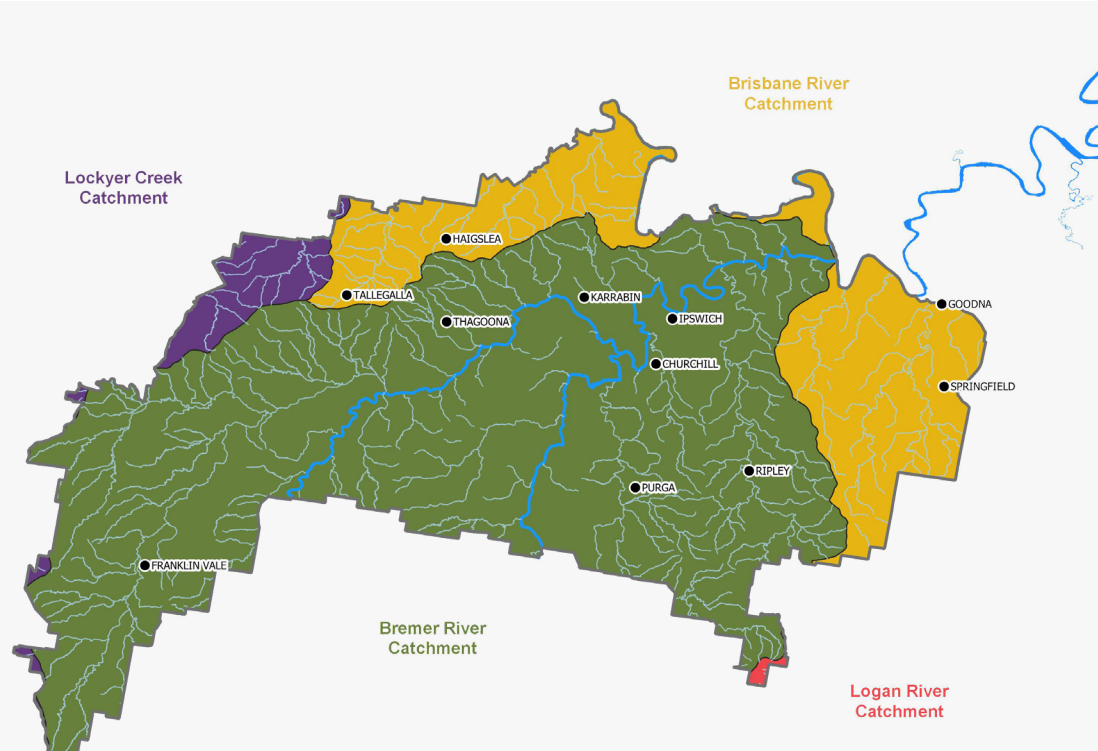 Brisbane River
Catchment
Lockyer Creek
Catchment
HAIGSLEA
TALLEGALLA
KARRABIN
GOODNA
THAGOONA
IPSWICH
CHURCHILL
SPRINGFIELD
RIPLEY
PURGA
FRANKLIN VALE
Bremer River
Catchment
Logan River
Catchment